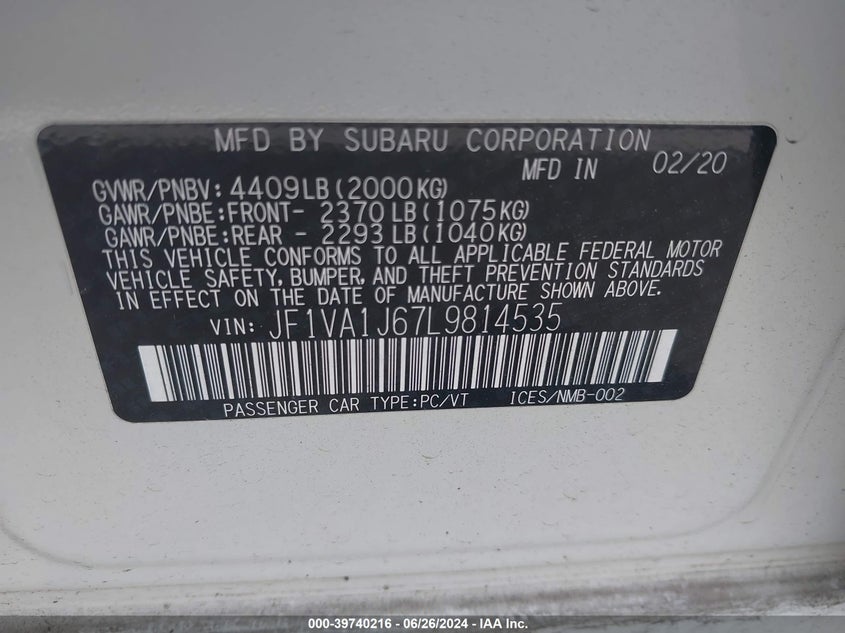 MFD BY SUBARU CORPORATION
MFD IN 02/20
GVWR/PNBV: 4409LB(2000KG)
GAWR/PNBE:FRONT- 2370LB(1075KG)
GAWR/PNBE:REAR - 2293LB(1040KG)
THIS VEHICLE CONFORMS TO ALL APPLICABLE FEDERAL MOTOR
VEHICLE SAFETY, BUMPER, AND THEFT PREVENTION STANDARDS
IN EFFECT ON THE DATE OF MANUFACTURE SHOWN ABOVE.
VIN: JF1VA1J67L9814535
PASSENGER CAR TYPE:PC/VT ICES/NMB-002
000-39740216 - 06/26/2024 - IAA Inc.